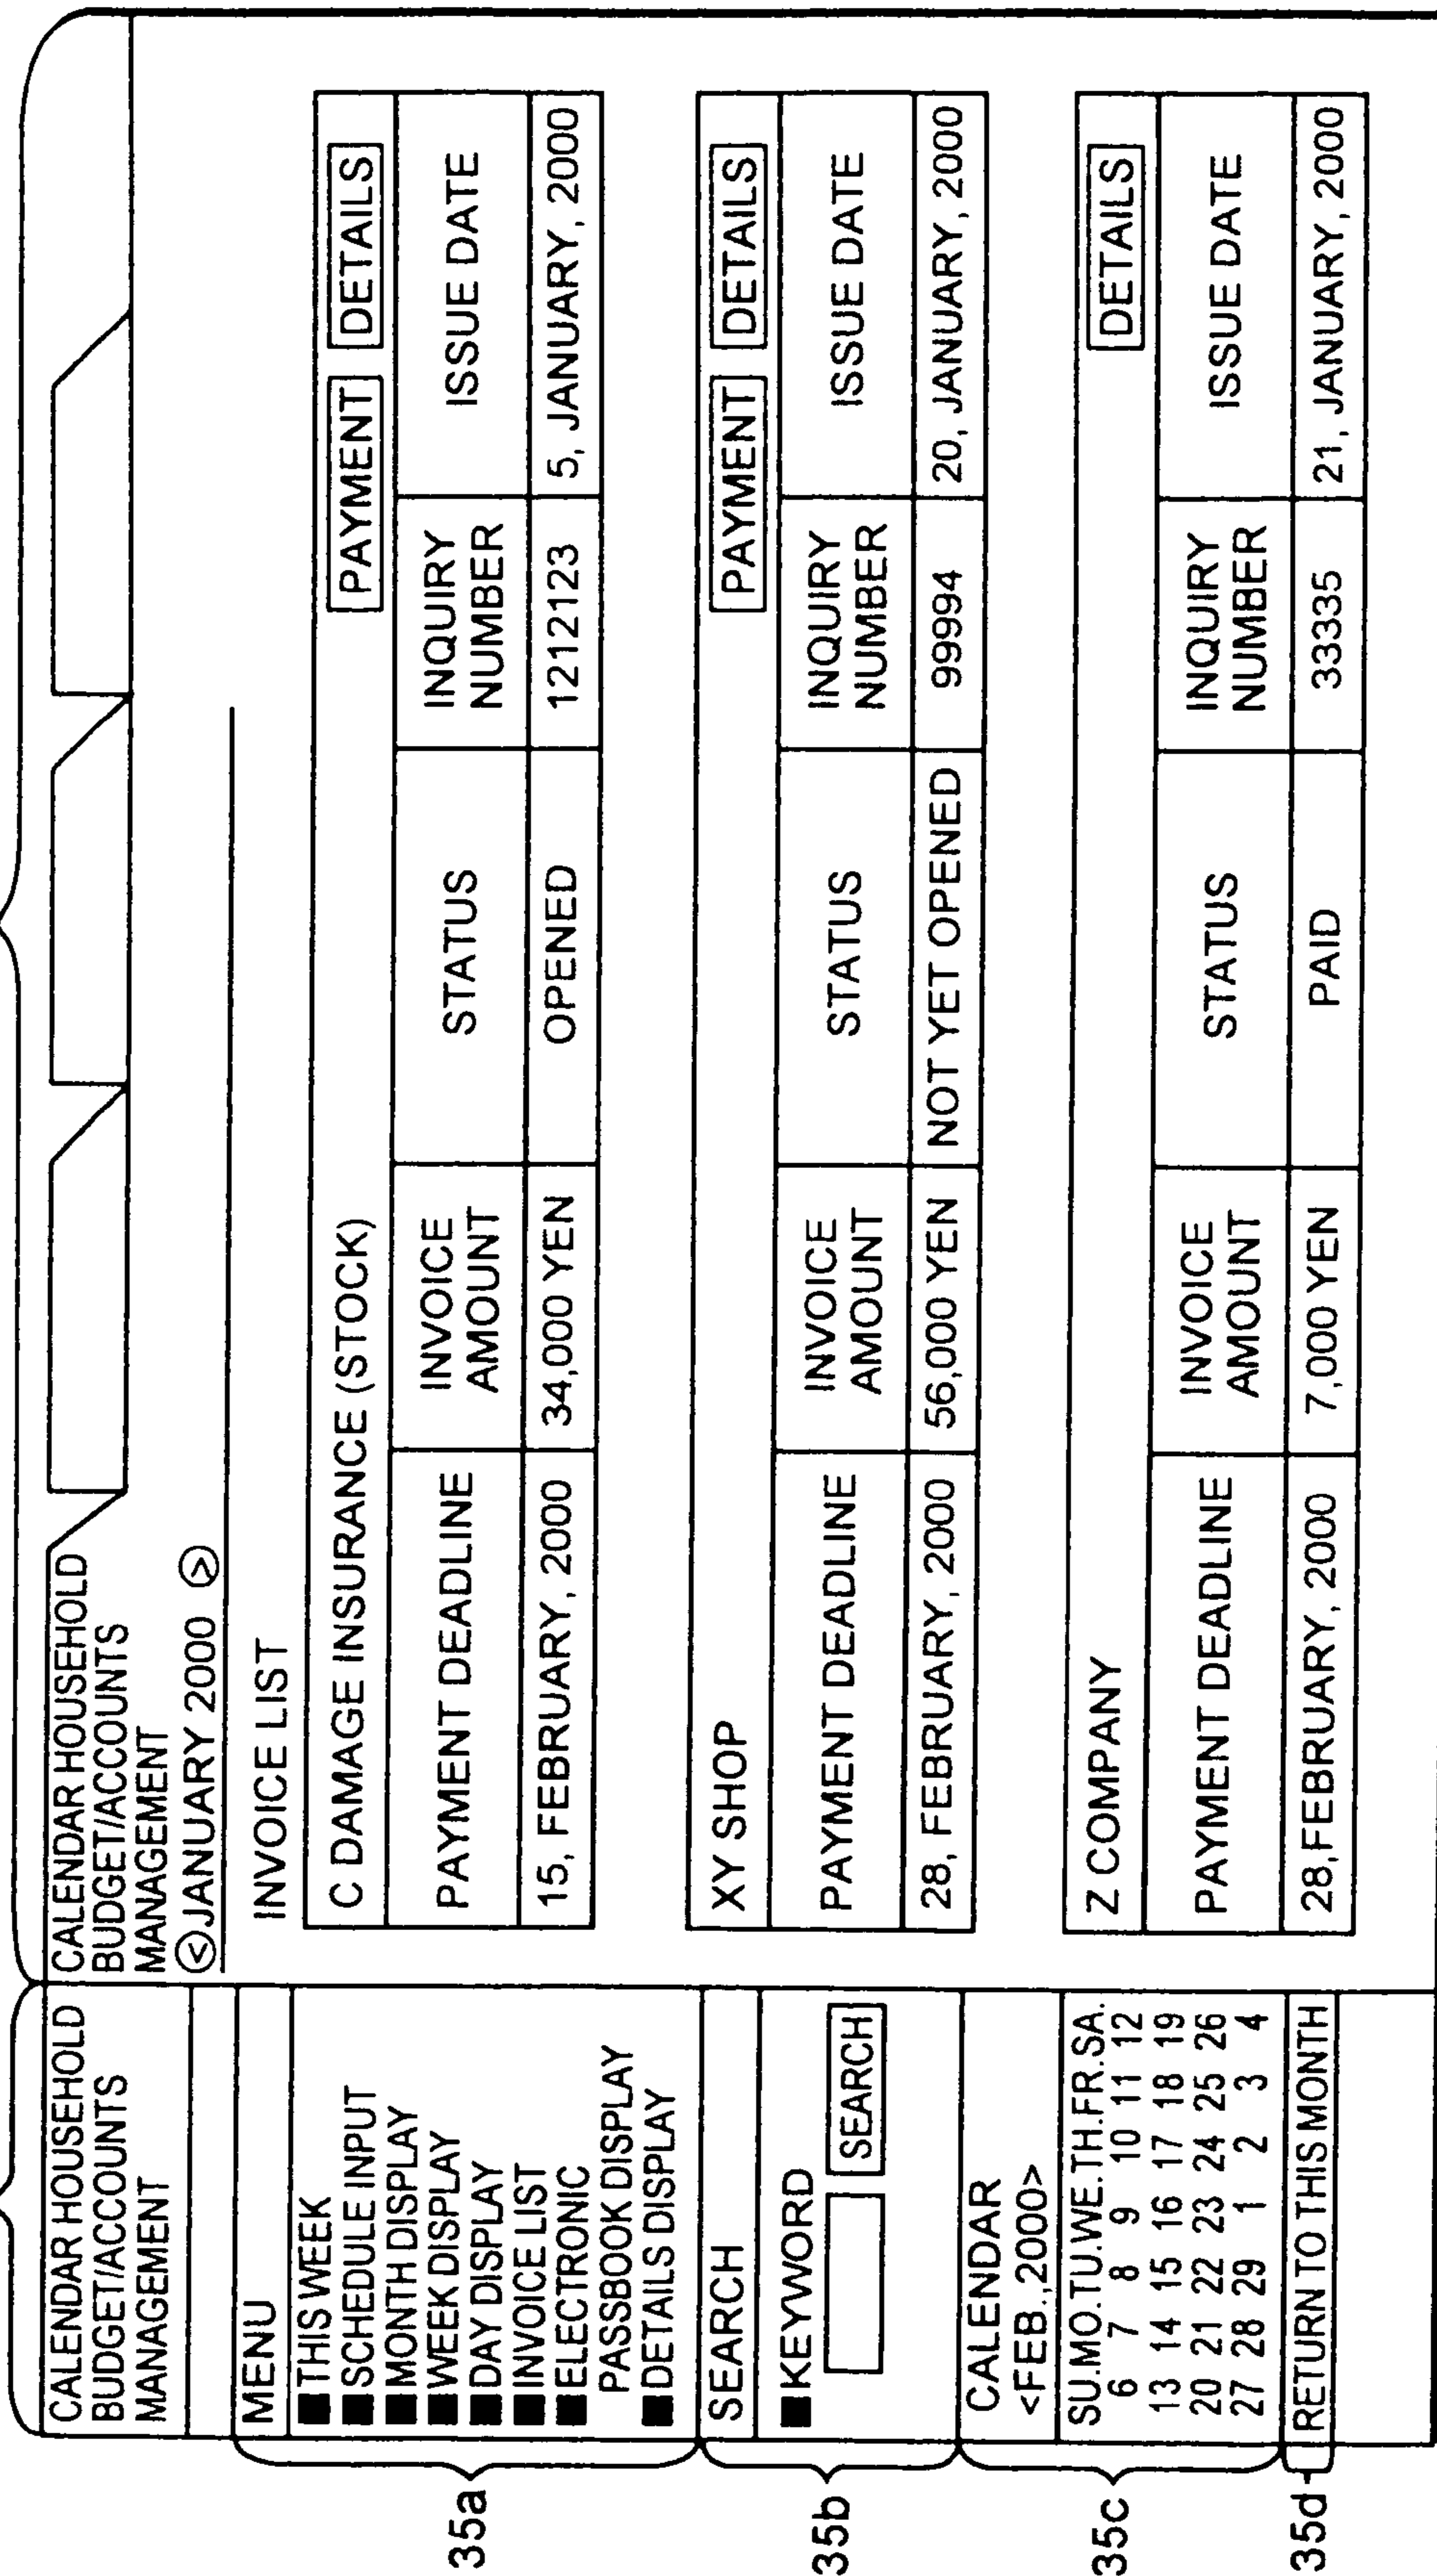 CALENDAR HOUSEHOLD
BUDGET/ACCOUNTS
MANAGEMENT
MENU
■THIS WEEK
■SCHEDULE INPUT
■MONTH DISPLAY
■WEEK DISPLAY
■DAY DISPLAY
■INVOICE LIST
■ELECTRONIC
PASSBOOK DISPLAY
■DETAILS DISPLAY
35a
SEARCH
■KEYWORD
SEARCH
35b
CALENDAR
<FEB.,2000>
SU.MO.TU.WE.TH.FR.SA.
6 7 8 9 10 11 12
13 14 15 16 17 18 19
20 21 22 23 24 25 26
27 28 29 1 2 3 4
35c
RETURN TO THIS MONTH
35d
CALENDAR HOUSEHOLD
BUDGET/ACCOUNTS
MANAGEMENT
<JANUARY 2000 >
INVOICE LIST
C DAMAGE INSURANCE (STOCK) PAYMENT DETAILS
PAYMENT DEADLINE INVOICE AMOUNT STATUS INQUIRY NUMBER ISSUE DATE
15, FEBRUARY, 2000 34,000 YEN OPENED 1212123 5, JANUARY, 2000
XY SHOP PAYMENT DETAILS
PAYMENT DEADLINE INVOICE AMOUNT STATUS INQUIRY NUMBER ISSUE DATE
28, FEBRUARY, 2000 56,000 YEN NOT YET OPENED 99994 20, JANUARY, 2000
Z COMPANY DETAILS
PAYMENT DEADLINE INVOICE AMOUNT STATUS INQUIRY NUMBER ISSUE DATE
28,FEBRUARY, 2000 7,000 YEN PAID 33335 21, JANUARY, 2000